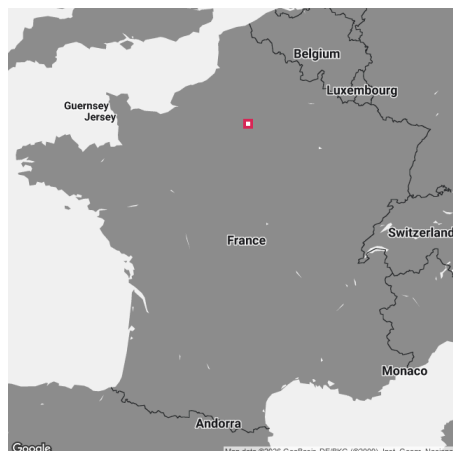 Belgium
Luxembourg
Guernsey
Jersey
Switzerland
France
Monaco
Andorra
Google